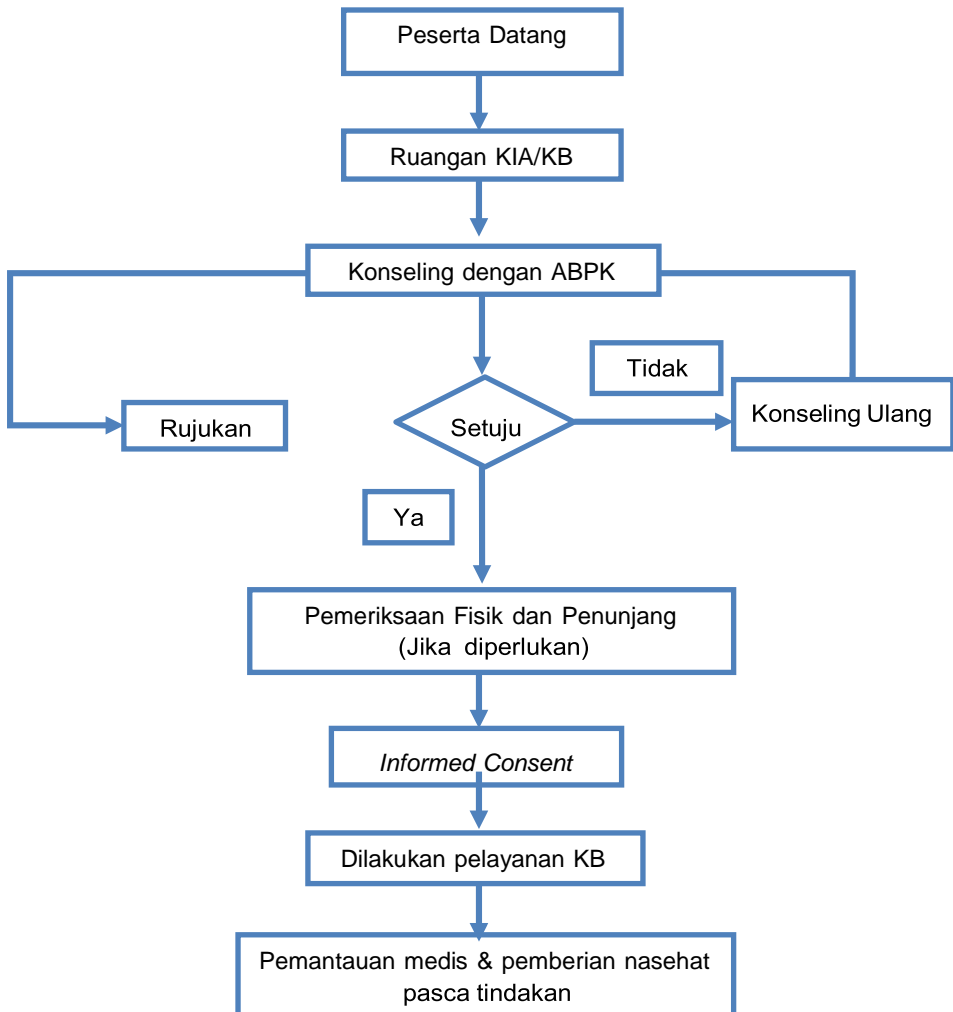 Peserta Datang
Ruangan KIA/KB
Konseling dengan ABPK
Tidak
Konseling Ulang
Rujukan
Setuju
Ya
Pemeriksaan Fisik dan Penunjang
(Jika diperlukan)
Informed Consent
Dilakukan pelayanan KB
Pemantauan medis & pemberian nasehat
pasca tindakan